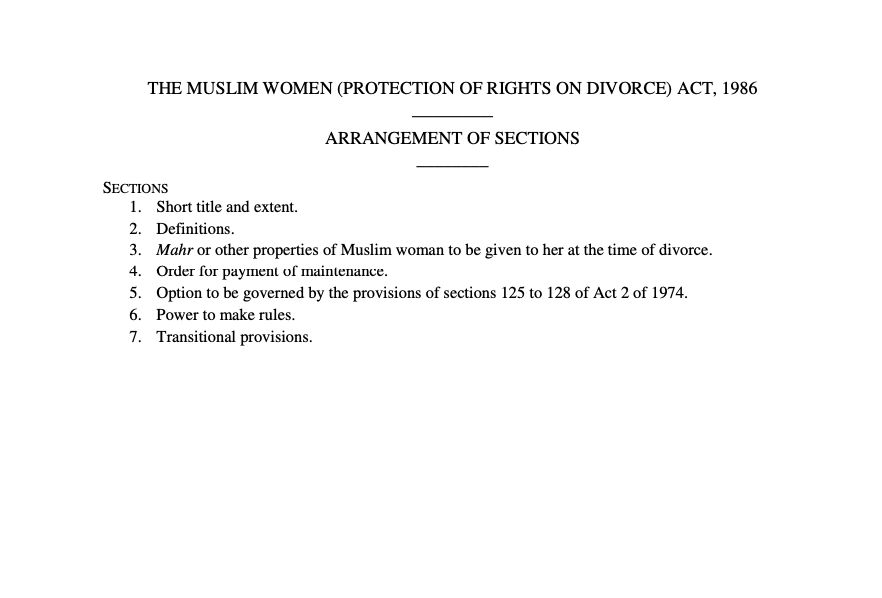 THE MUSLIM WOMEN (PROTECTION OF RIGHTS ON DIVORCE) ACT, 1986
ARRANGEMENT OF SECTIONS
SECTIONS
1. Short title and extent.
2. Definitions.
3. Mahr or other properties of Muslim woman to be given to her at the time of divorce.
4. Order for payment of maintenance.
5. Option to be governed by the provisions of sections 125 to 128 of Act 2 of 1974.
6. Power to make rules.
7. Transitional provisions.